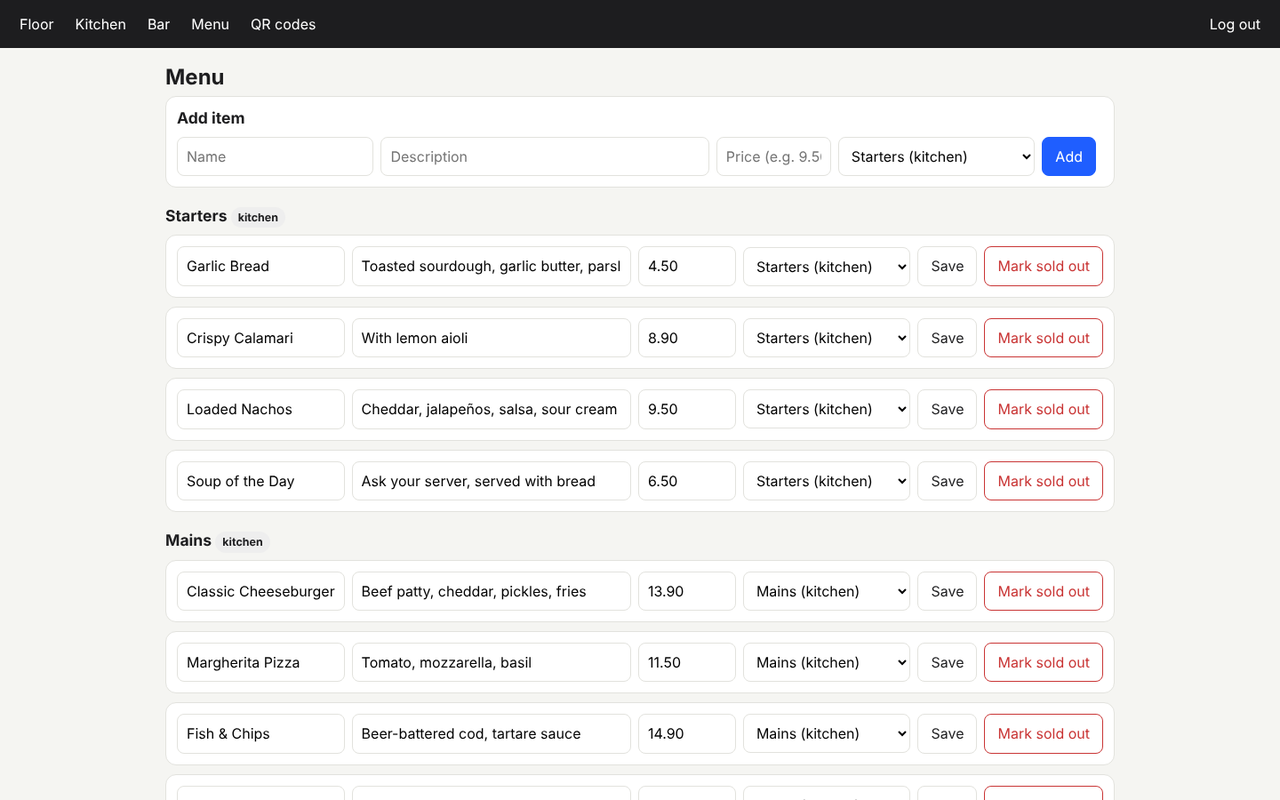 Floor Kitchen Bar Menu QR codes Log out
Menu
Add item
Name Description Price (e.g. 9.50 Starters (kitchen) Add
Starters kitchen
Garlic Bread Toasted sourdough, garlic butter, parsl 4.50 Starters (kitchen) Save Mark sold out
Crispy Calamari With lemon aioli 8.90 Starters (kitchen) Save Mark sold out
Loaded Nachos Cheddar, jalapeños, salsa, sour cream 9.50 Starters (kitchen) Save Mark sold out
Soup of the Day Ask your server, served with bread 6.50 Starters (kitchen) Save Mark sold out
Mains kitchen
Classic Cheeseburger Beef patty, cheddar, pickles, fries 13.90 Mains (kitchen) Save Mark sold out
Margherita Pizza Tomato, mozzarella, basil 11.50 Mains (kitchen) Save Mark sold out
Fish & Chips Beer-battered cod, tartare sauce 14.90 Mains (kitchen) Save Mark sold out